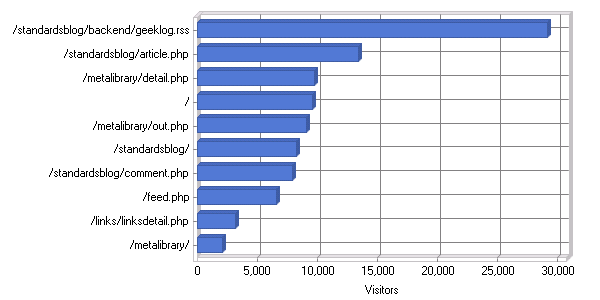 /standardsblog/backend/geeklog.rss
/standardsblog/article.php
/metalibrary/detail.php
/
/metalibrary/out.php
/standardsblog/
/standardsblog/comment.php
/feed.php
/links/linksdetail.php
/metalibrary/
0 5,000 10,000 15,000 20,000 25,000 30,000
Visitors